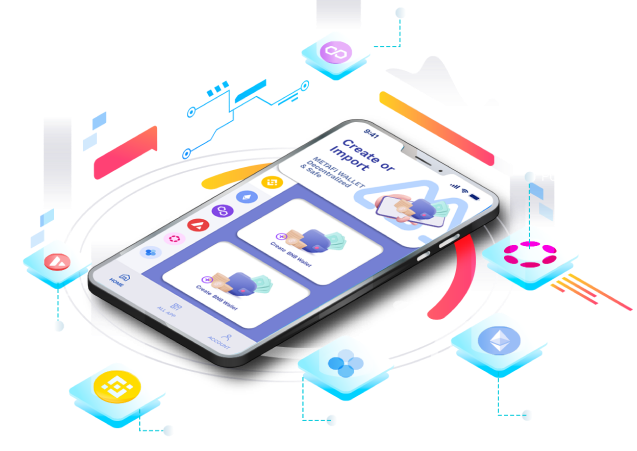 9:41
Create or
Import
METAFI WALLET
Decentralized
& Safe
Create BNB Wallet
Create BNB Wallet
HOME
ALL APP
ACCOUNT